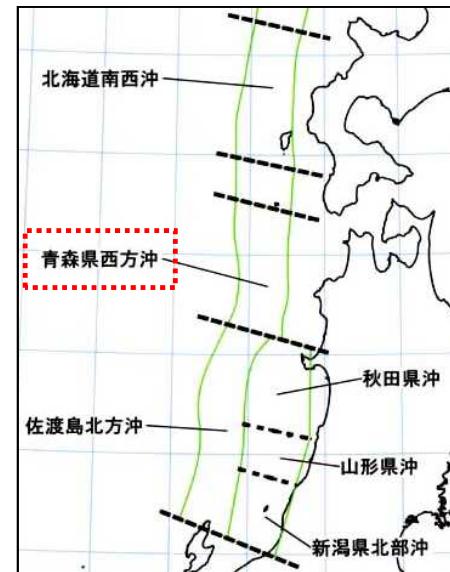 北海道南西沖
青森県西方沖
秋田県沖
佐渡島北方沖
山形県沖
新潟県北部沖